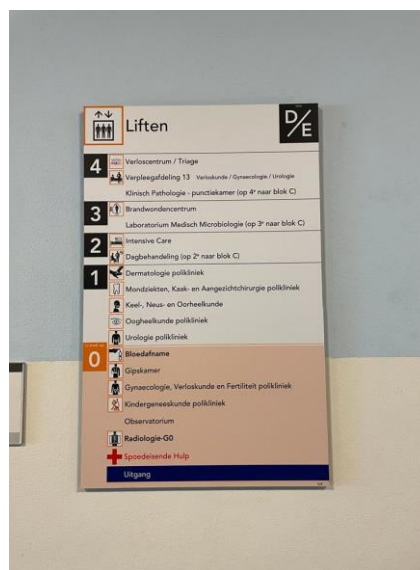 Liften
D/E
4
Verloscentrum / Triage
Verpleegafdeling 13 Verloskunde / Gynaecologie / Urologie
Klinisch Pathologie - punctiekamer (op 4e naar blok C)
3
Brandwondencentrum
Laboratorium Medisch Microbiologie (op 3e naar blok C)
2
Intensive Care
Dagbehandeling (op 2e naar blok C)
1
Dermatologie polikliniek
Mondziekten, Kaak- en Aangezichtchirurgie polikliniek
Keel-, Neus- en Oorheelkunde
Oogheelkunde polikliniek
Urologie polikliniek
0
Bloedafname
Gipskamer
Gynaecologie, Verloskunde en Fertiliteit polikliniek
Kindergeneeskunde polikliniek
Observatorium
Radiologie-G0
Spoedeisende Hulp
Uitgang